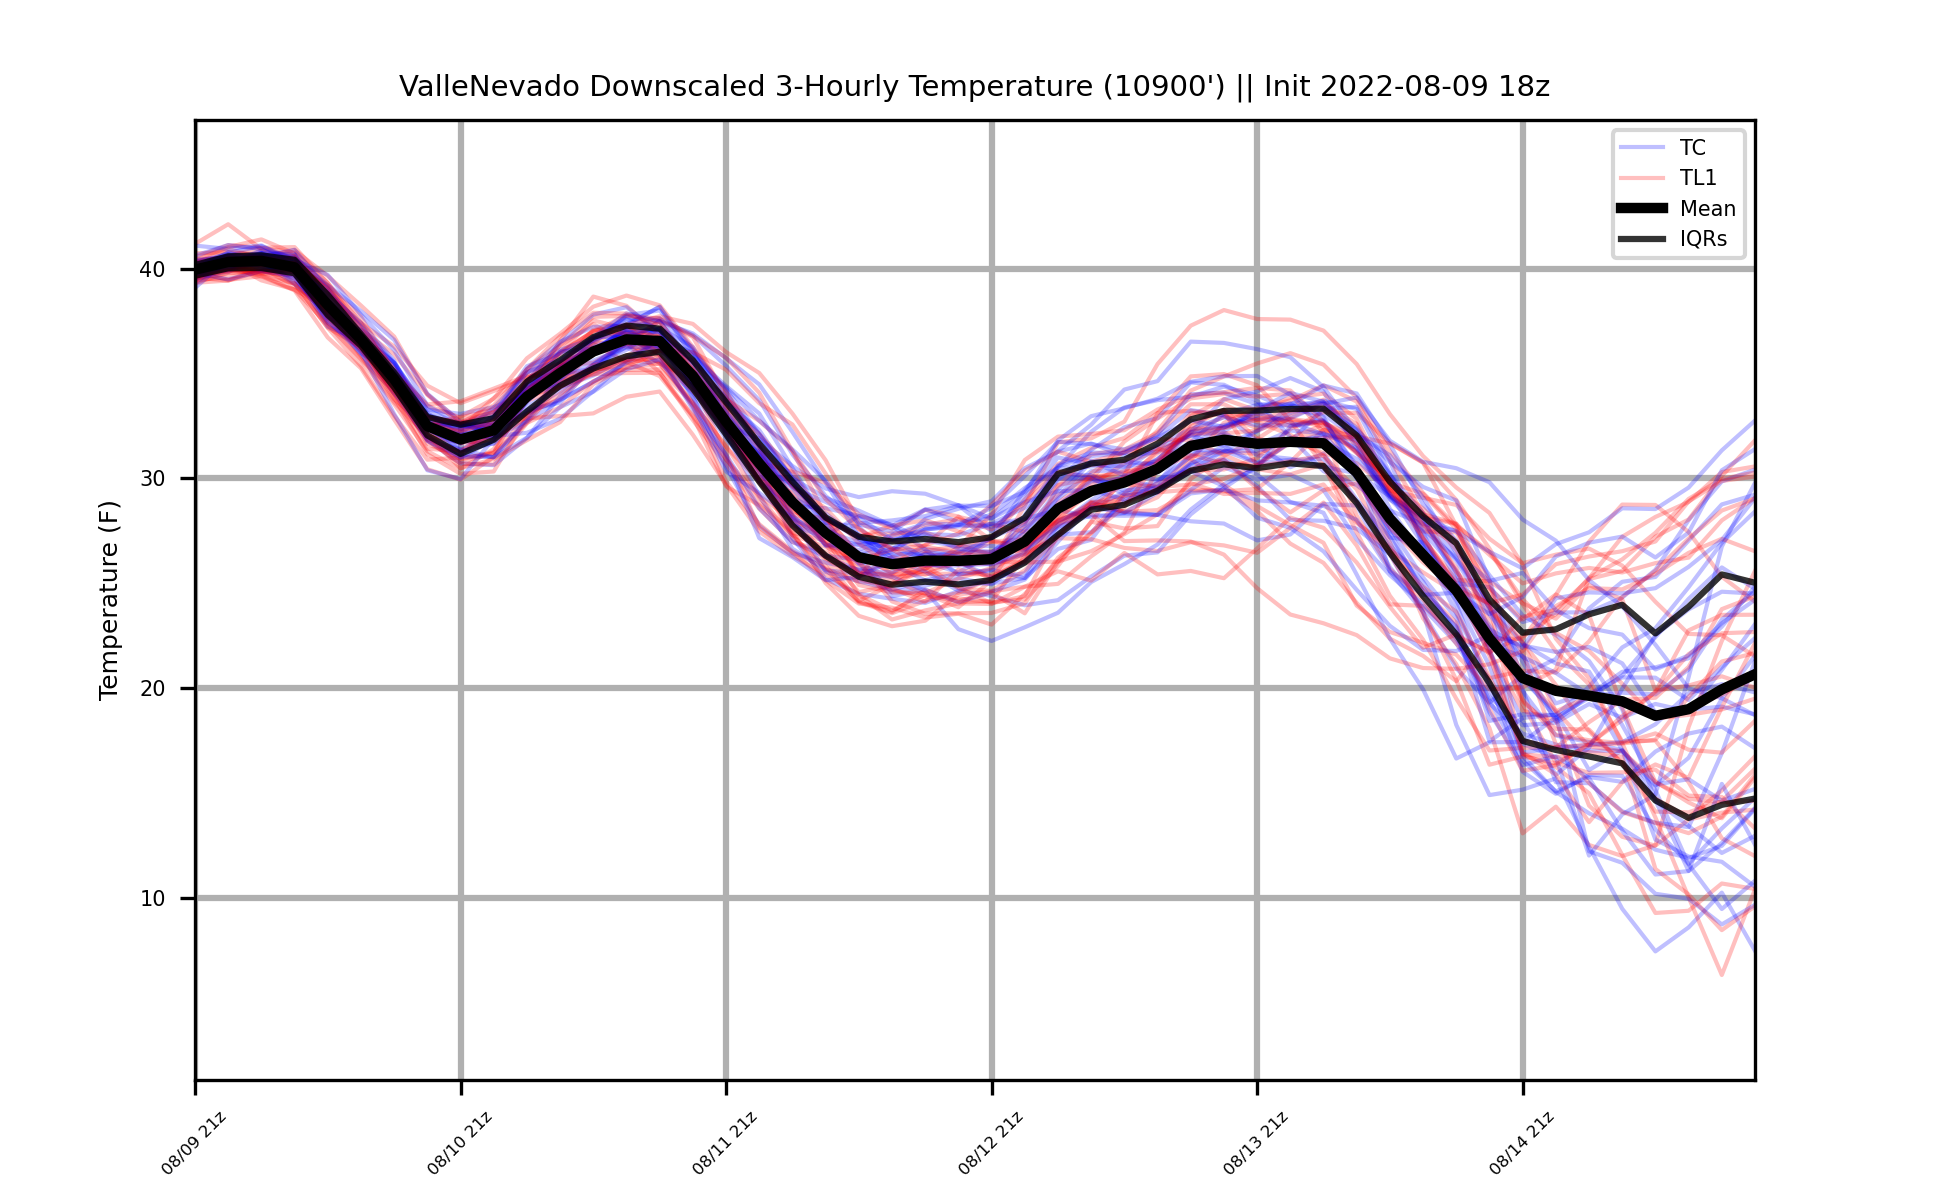 ValleNevado Downscaled 3-Hourly Temperature (10900') || Init 2022-08-09 18z
TC
TL1
Mean
IQRs
Temperature (F)
40
30
20
10
08/09 21z
08/10 21z
08/11 21z
08/12 21z
08/13 21z
08/14 21z